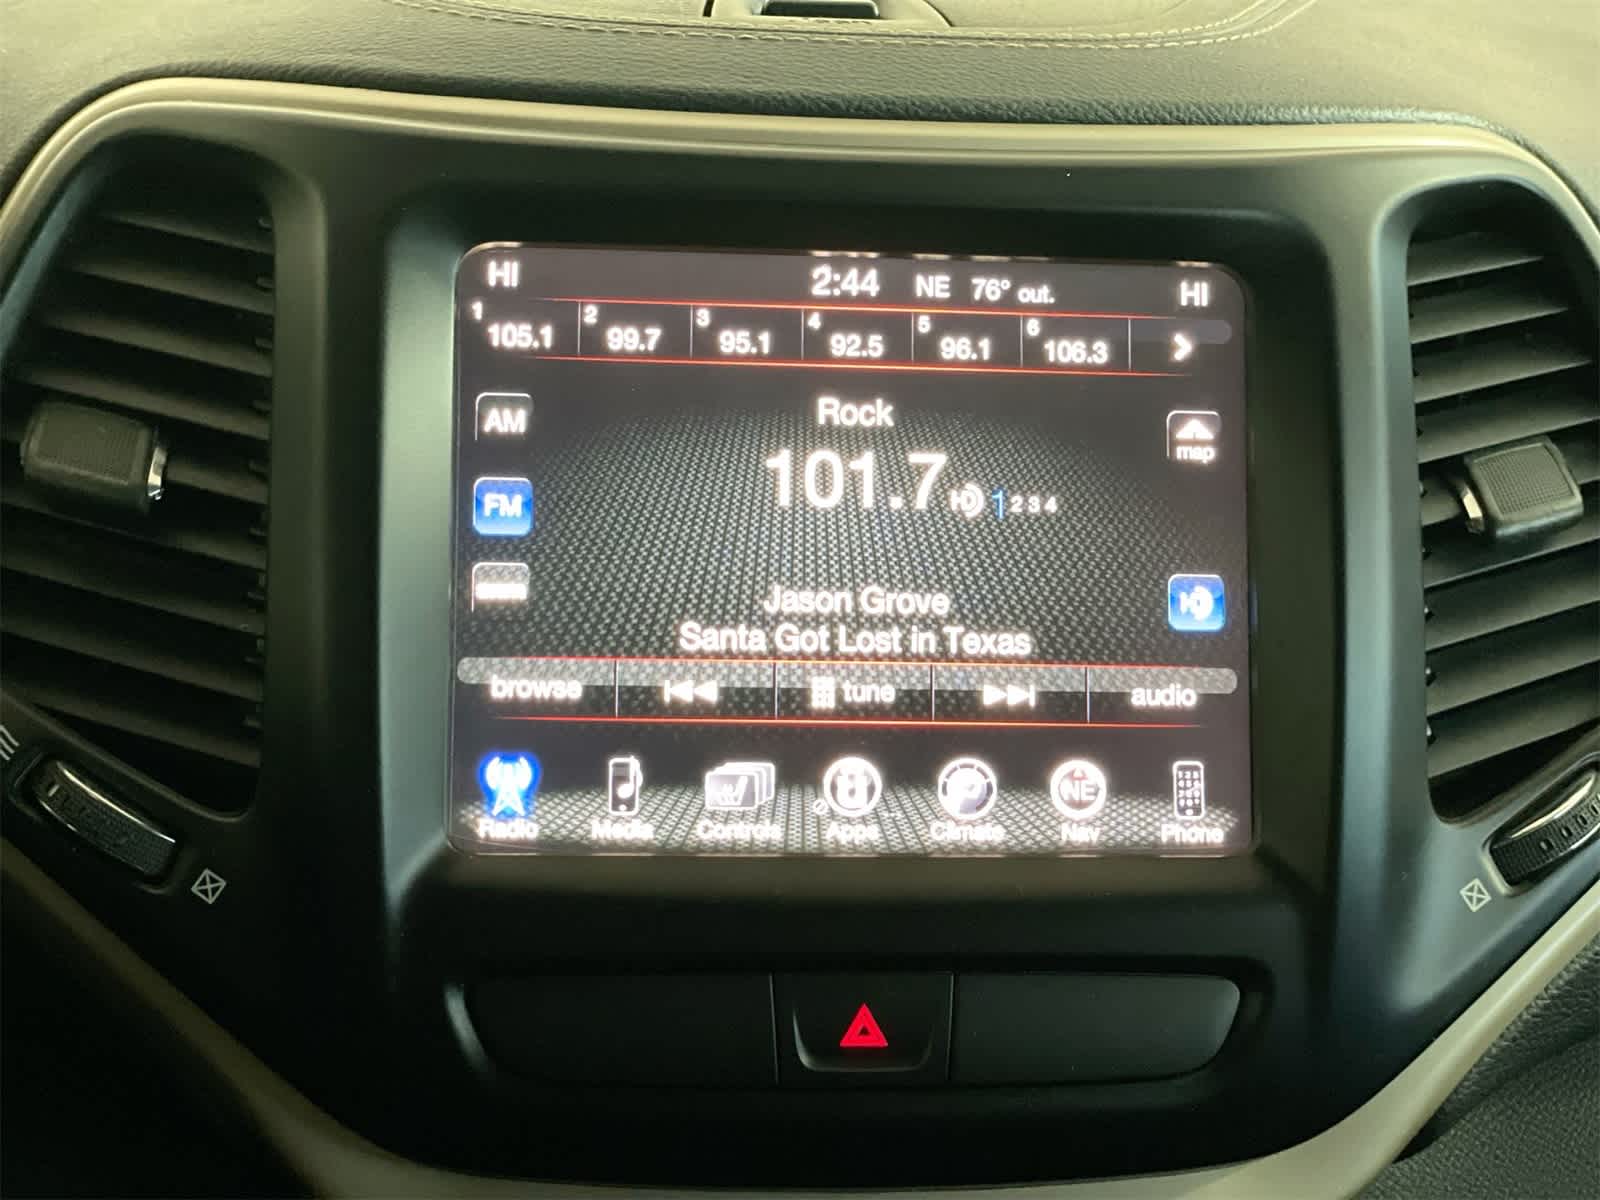 HI 2:44 NE 76° out. HI
1 105.1 2 99.7 3 95.1 4 92.5 5 96.1 6 106.3
AM Rock map
101.7 HD 1 2 3 4
FM
Jason Grove HD
Santa Got Lost in Texas
browse tune audio
NE
Radio Media Controls Apps Climate Nav Phone